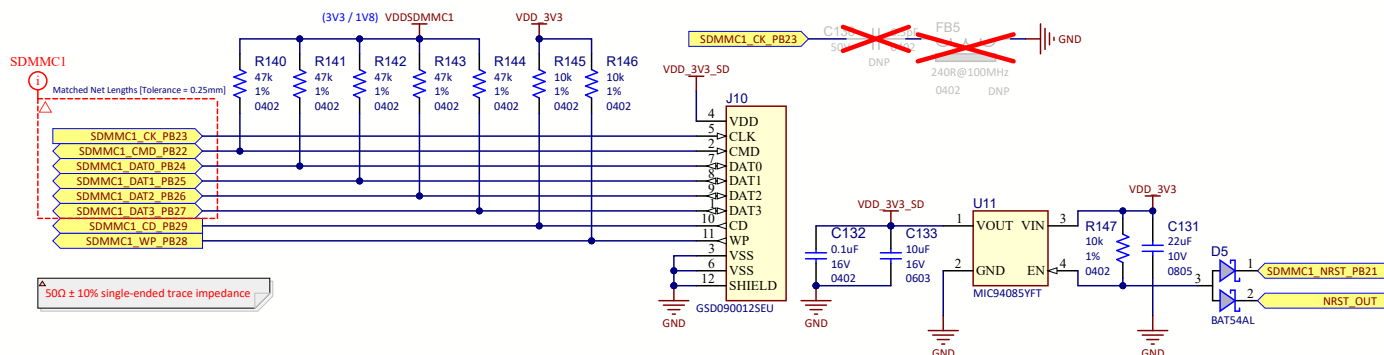 (3V3 / 1V8)
VDDSDMMC1
VDD_3V3
SDMMC1_CK_PB23
50V
0402
DNP
FB5
240R@100MHz
0402
DNP
GND
SDMMC1
i
Matched Net Lengths [Tolerance = 0.25mm]
R140
47k
1%
0402
R141
47k
1%
0402
R142
47k
1%
0402
R143
47k
1%
0402
R144
47k
1%
0402
R145
10k
1%
0402
R146
10k
1%
0402
VDD_3V3_SD
J10
SDMMC1_CK_PB23
SDMMC1_CMD_PB22
SDMMC1_DAT0_PB24
SDMMC1_DAT1_PB25
SDMMC1_DAT2_PB26
SDMMC1_DAT3_PB27
SDMMC1_CD_PB29
SDMMC1_WP_PB28
4 VDD
5 CLK
2 CMD
7 DAT0
8 DAT1
9 DAT2
1 DAT3
10 CD
11 WP
3 VSS
6 VSS
12 SHIELD
GSD090012SEU
GND
50Ω ± 10% single-ended trace impedance
VDD_3V3_SD
C132
0.1uF
16V
0402
C133
10uF
16V
0603
GND
U11
1 VOUT VIN 3
2 GND EN 4
MIC94085YFT
GND
VDD_3V3
R147
10k
1%
0402
C131
22uF
10V
0805
GND
D5
3
1
2
BAT54AL
SDMMC1_NRST_PB21
NRST_OUT